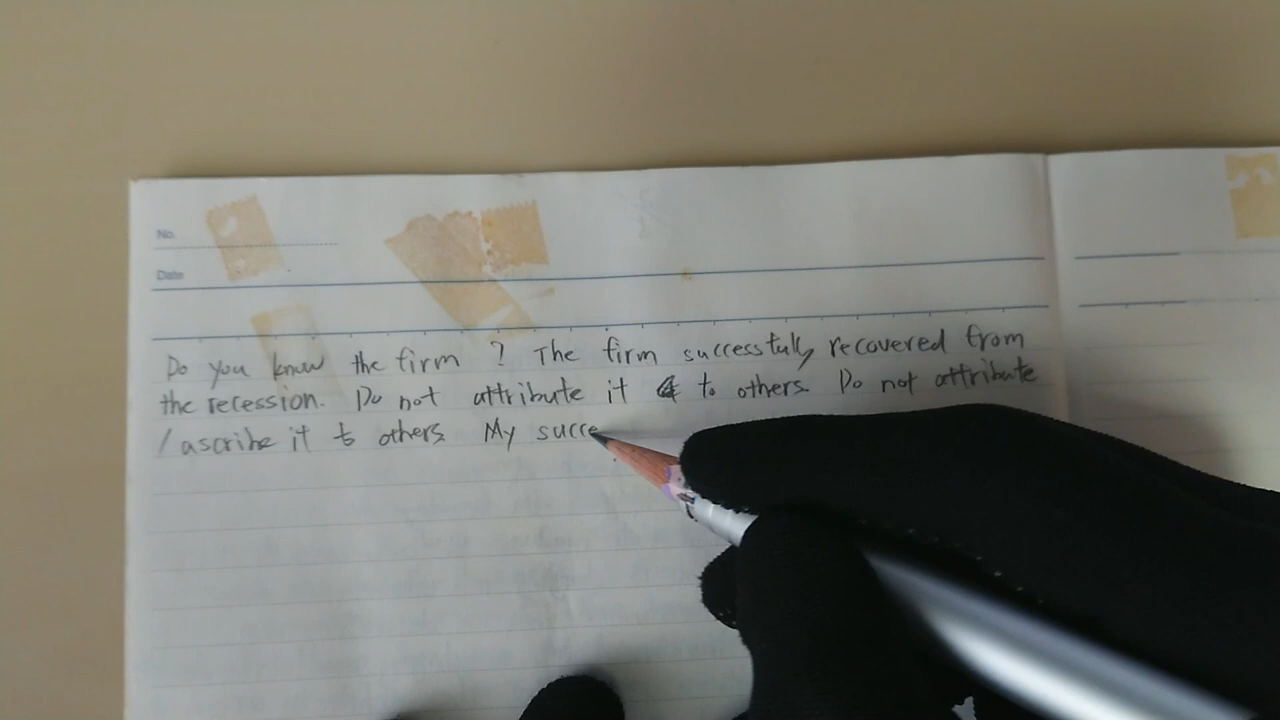 No.
Date
Do you know the firm ? The firm successfully recovered from
the recession. Do not attribute it to others. Do not attribute
/ ascribe it to others. My succe